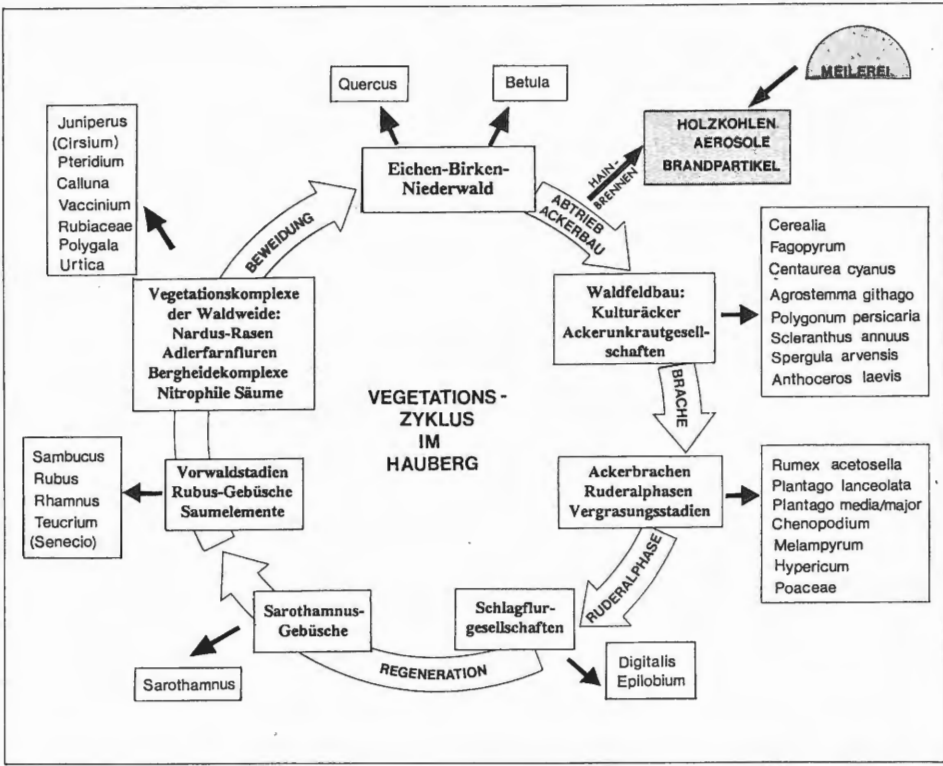 MEILEREI
Quercus
Betula
HOLZKOHLEN
AEROSOLE
BRANDPARTIKEL
Juniperus
(Cirsium)
Pteridium
Calluna
Vaccinium
Rubiaceae
Polygala
Urtica
Eichen-Birken-
Niederwald
HAIN-
BRENNEN
ABTRIEB
ACKERBAU
BEWEIDUNG
Cerealia
Fagopyrum
Centaurea cyanus
Agrostemma githago
Polygonum persicaria
Scleranthus annuus
Spergula arvensis
Anthoceros laevis
Waldfeldbau:
Kulturäcker
Ackerunkrautgesell-
schaften
Vegetationskomplexe
der Waldweide:
Nardus-Rasen
Adlerfarnfluren
Bergheidekomplexe
Nitrophile Säume
BRACHE
VEGETATIONS-
ZYKLUS
IM
HAUBERG
Sambucus
Rubus
Rhamnus
Teucrium
(Senecio)
Vorwaldstadien
Rubus-Gebüsche
Saumelemente
Ackerbrachen
Ruderalphasen
Vergrasungsstadien
Rumex acetosella
Plantago lanceolata
Plantago media/major
Chenopodium
Melampyrum
Hypericum
Poaceae
RUDERALPHASE
Sarothamnus-
Gebüsche
Schlagflur-
gesellschaften
REGENERATION
Sarothamnus
Digitalis
Epilobium